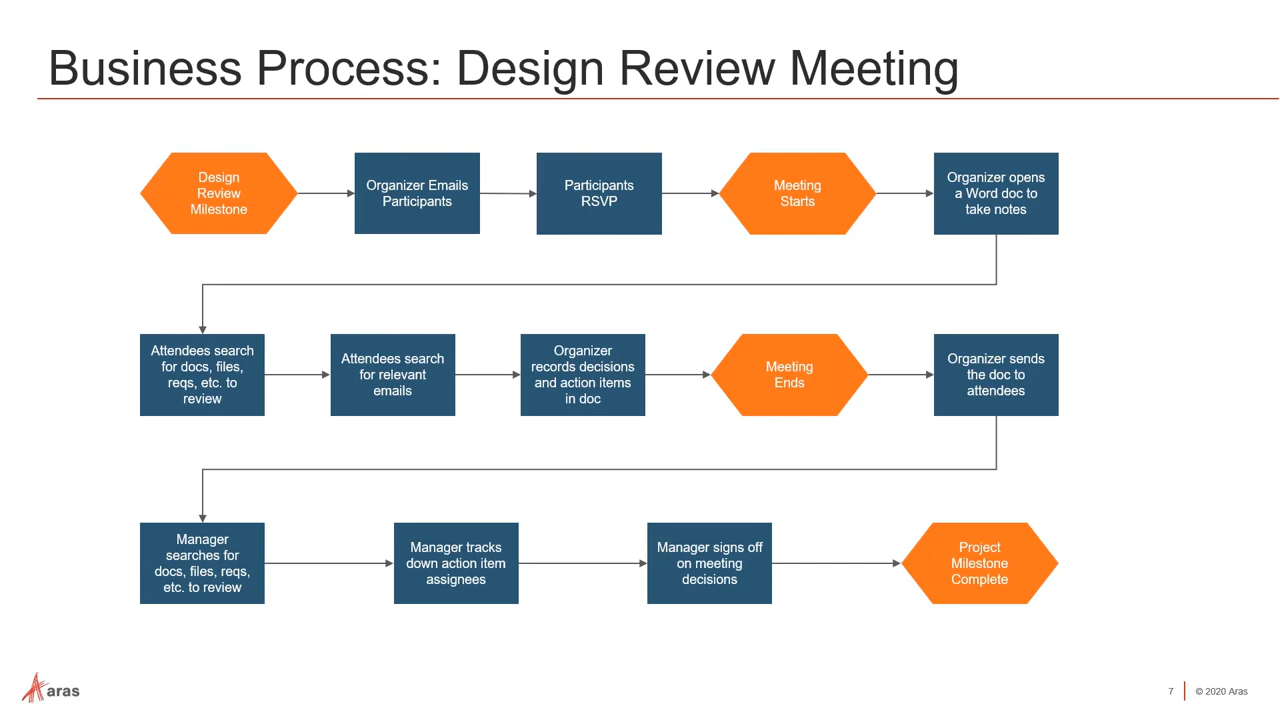 Business Process: Design Review Meeting
Design
Review
Milestone
Organizer Emails
Participants
Participants
RSVP
Meeting
Starts
Organizer opens
a Word doc to
take notes
Attendees search
for docs, files,
reqs, etc. to
review
Attendees search
for relevant
emails
Organizer
records decisions
and action items
in doc
Meeting
Ends
Organizer sends
the doc to
attendees
Manager
searches for
docs, files, reqs,
etc. to review
Manager tracks
down action item
assignees
Manager signs off
on meeting
decisions
Project
Milestone
Complete
aras
7
© 2020 Aras